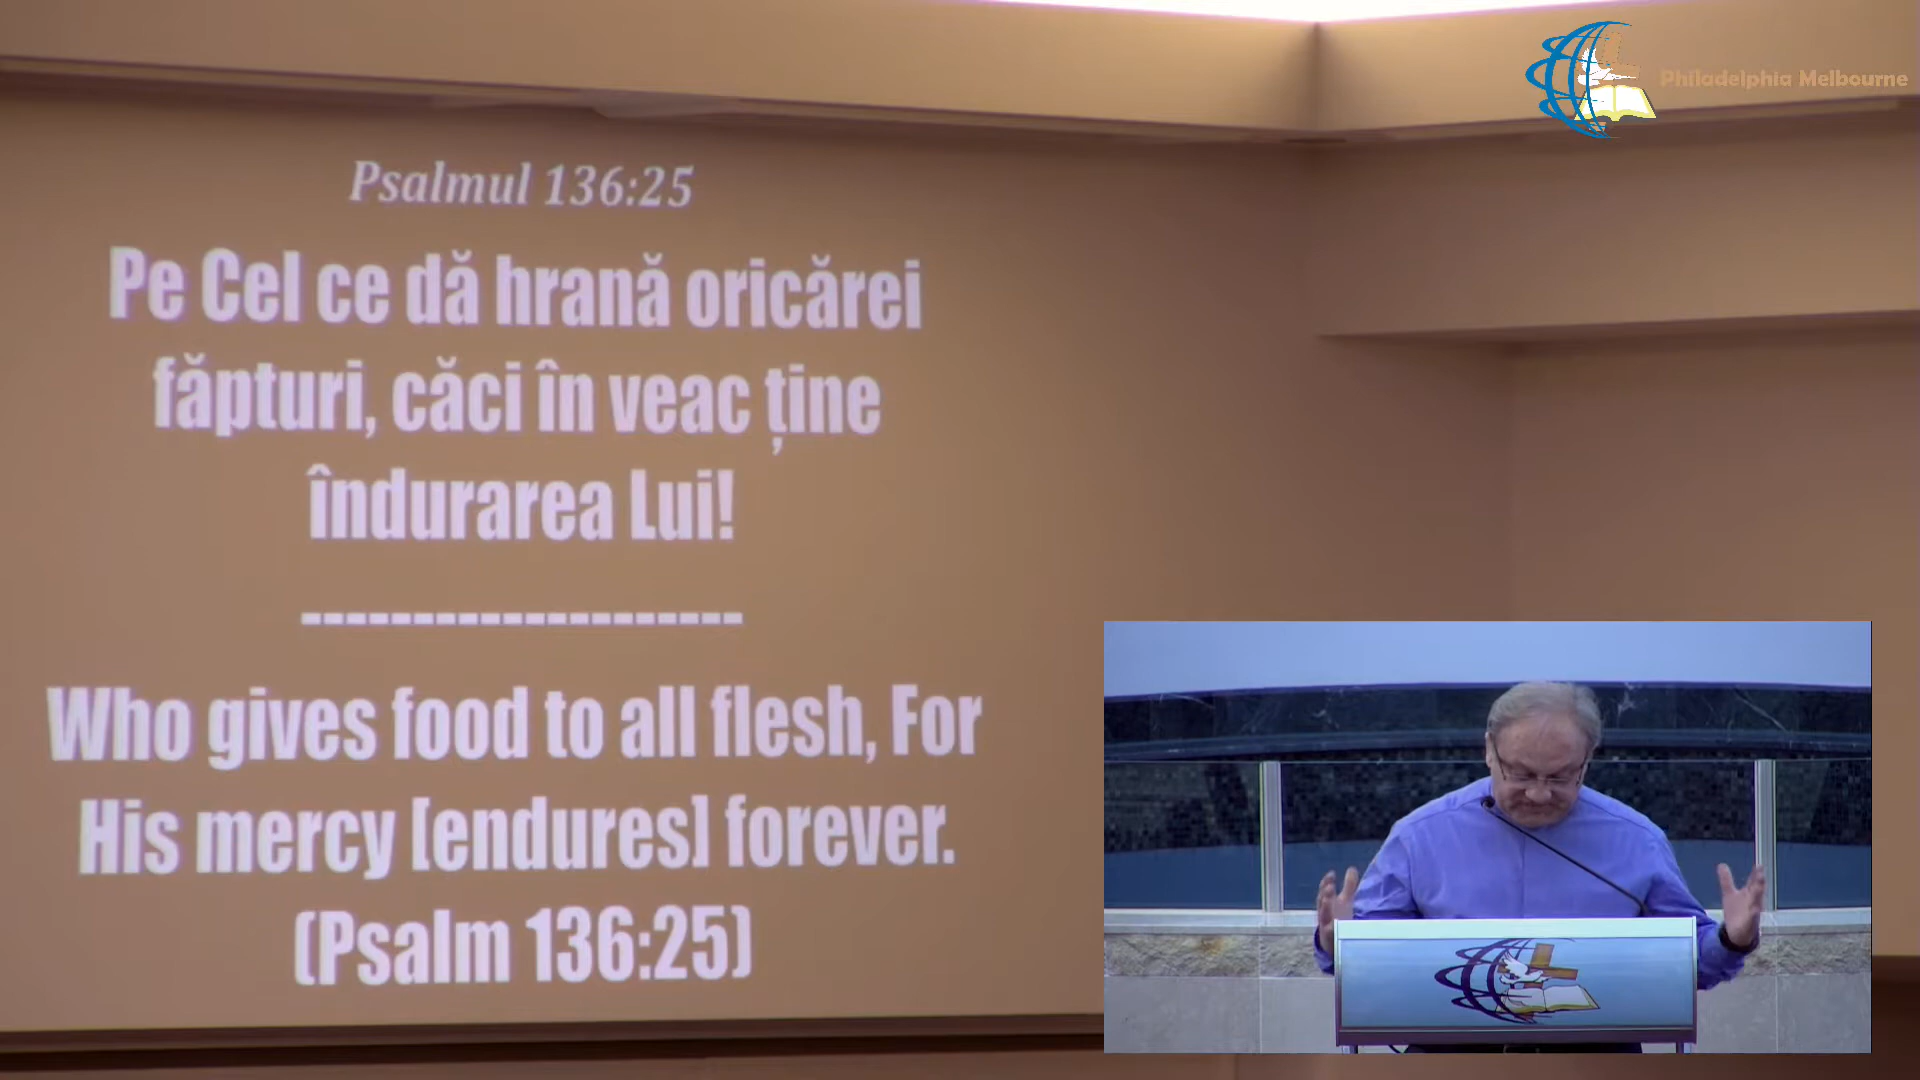 Philadelphia Melbourne
Psalmul 136:25
Pe Cel ce dă hrană oricărei
făpturi, căci în veac ține
îndurarea Lui!
--------------------
Who gives food to all flesh, For
His mercy [endures] forever.
(Psalm 136:25)